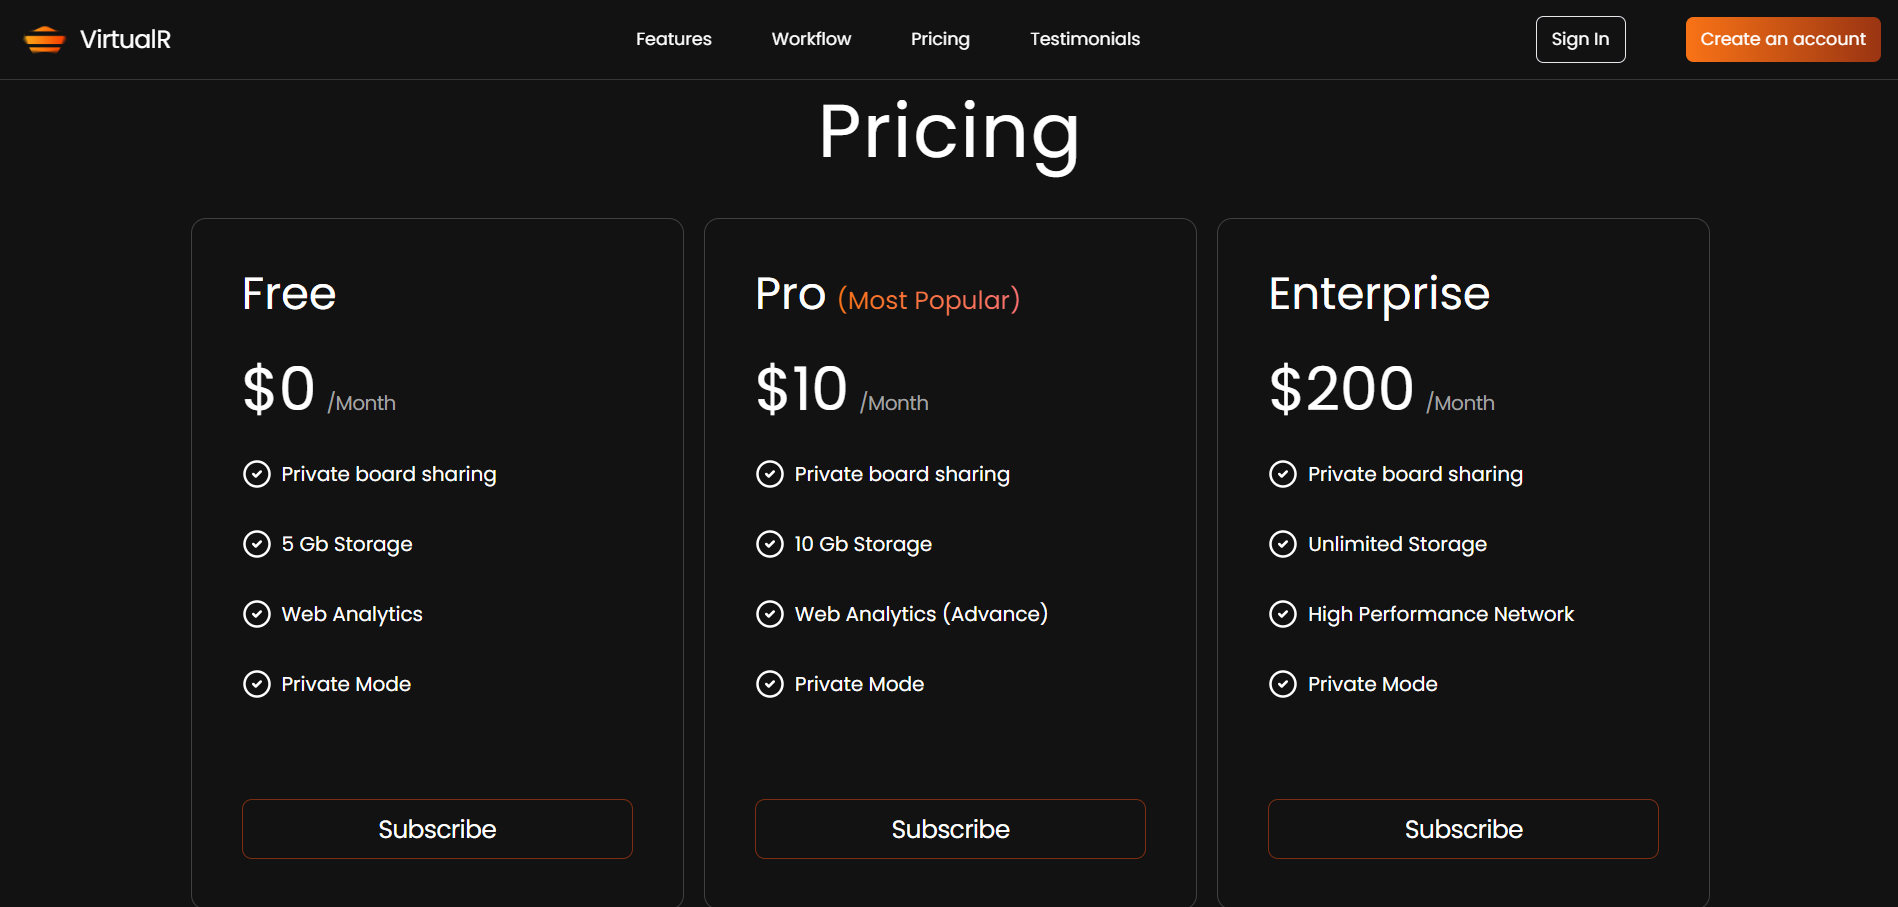 VirtualR
Features
Workflow
Pricing
Testimonials
Sign In
Create an account
Pricing
Free
$0 /Month
Private board sharing
5 Gb Storage
Web Analytics
Private Mode
Subscribe
Pro (Most Popular)
$10 /Month
Private board sharing
10 Gb Storage
Web Analytics (Advance)
Private Mode
Subscribe
Enterprise
$200 /Month
Private board sharing
Unlimited Storage
High Performance Network
Private Mode
Subscribe